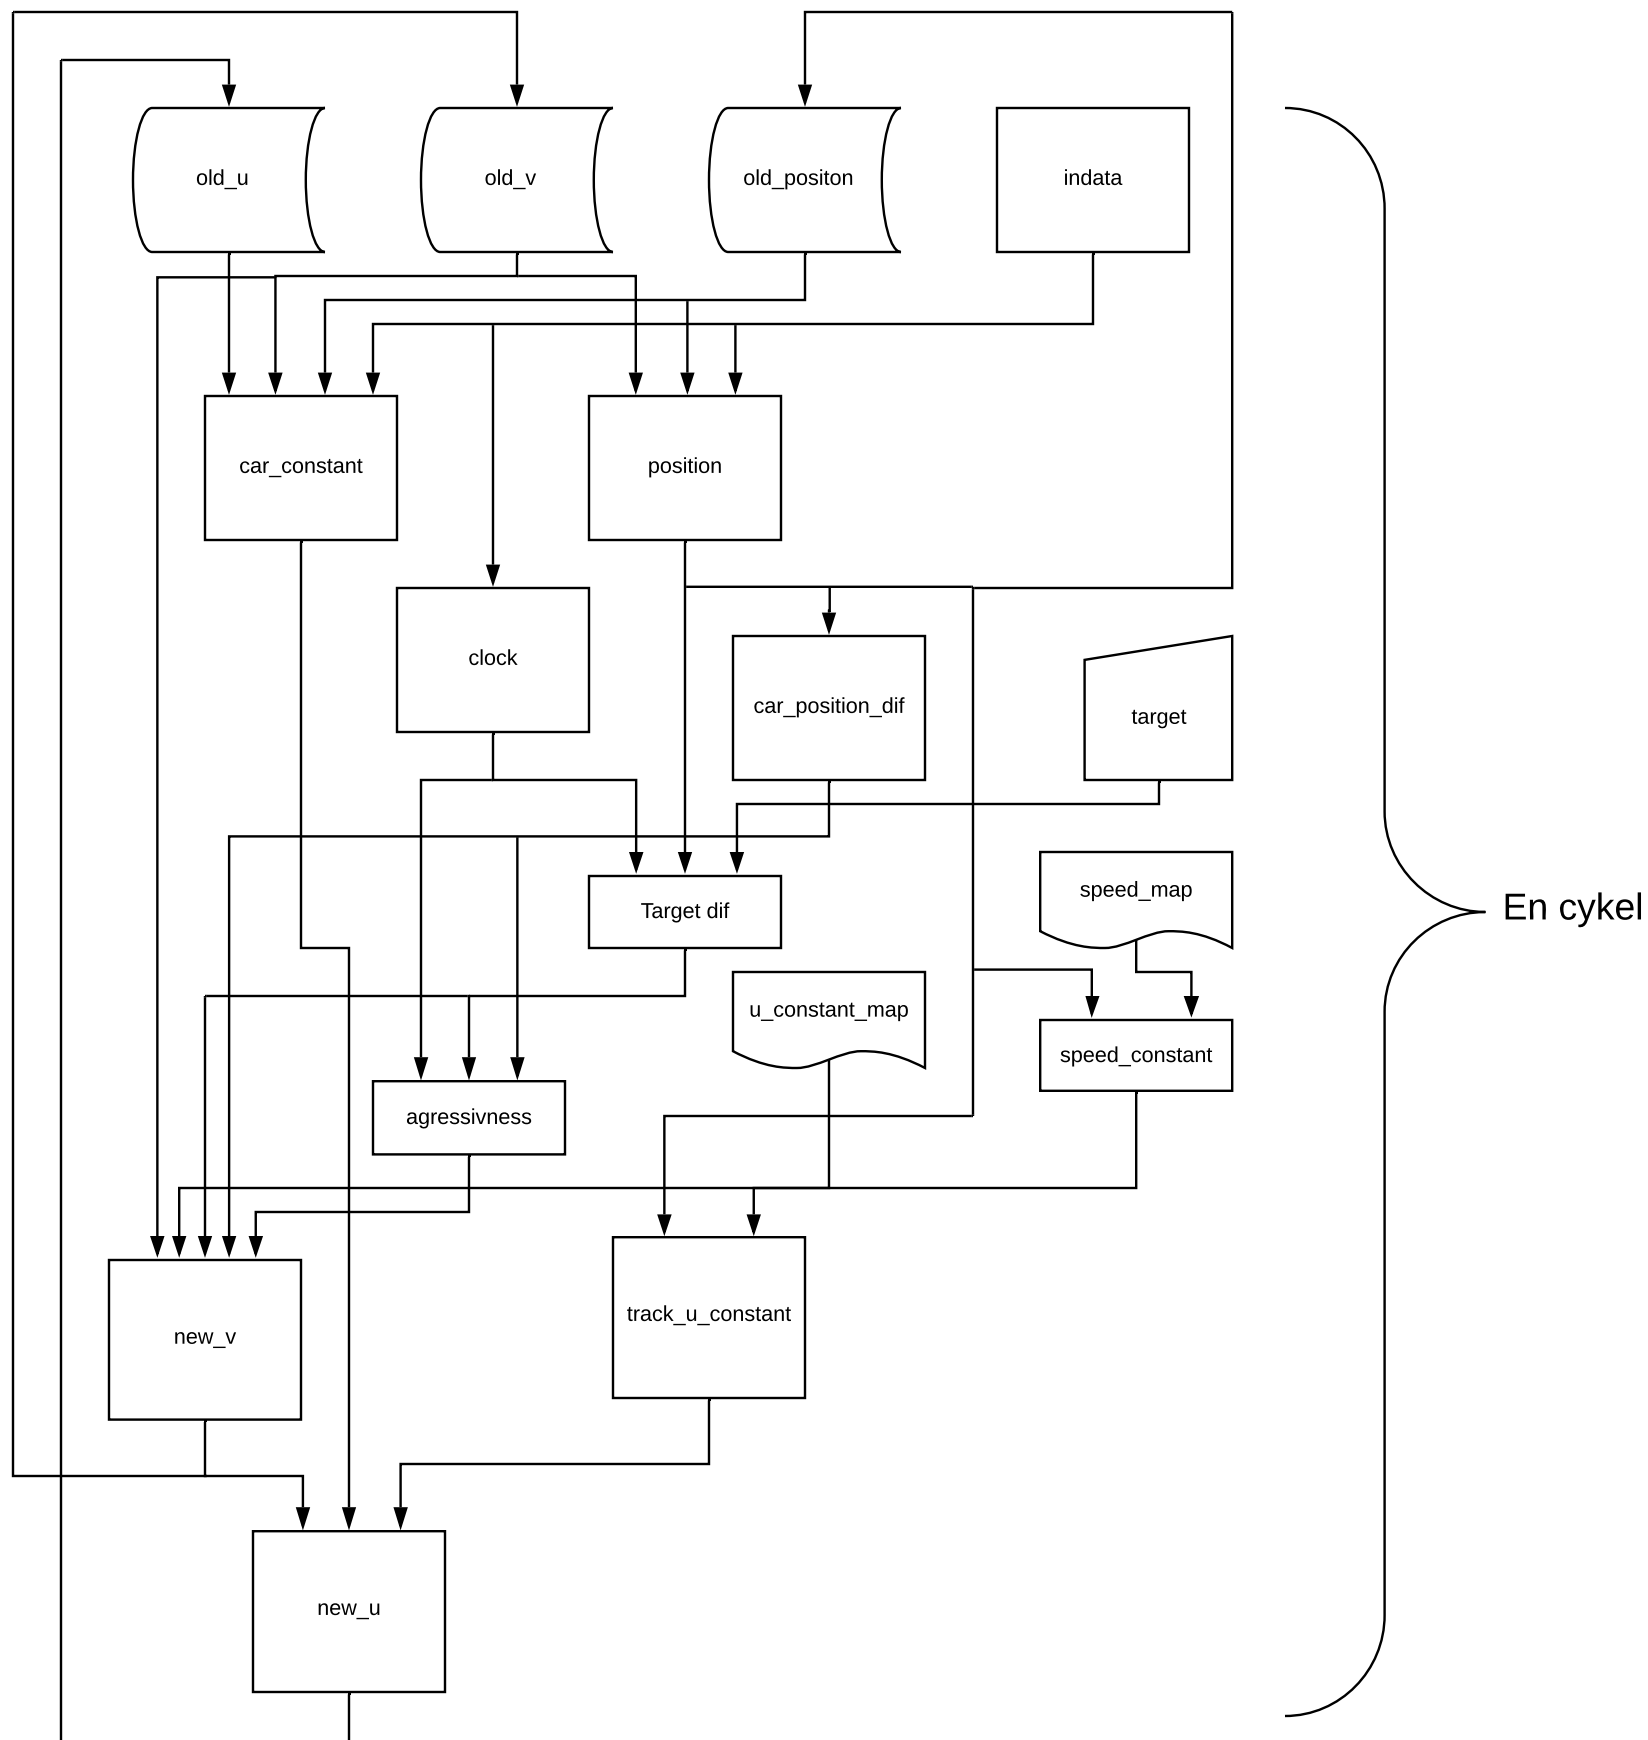 old_u
old_v
old_positon
indata
car_constant
position
clock
car_position_dif
target
Target dif
speed_map
En cykel
u_constant_map
speed_constant
agressivness
new_v
track_u_constant
new_u